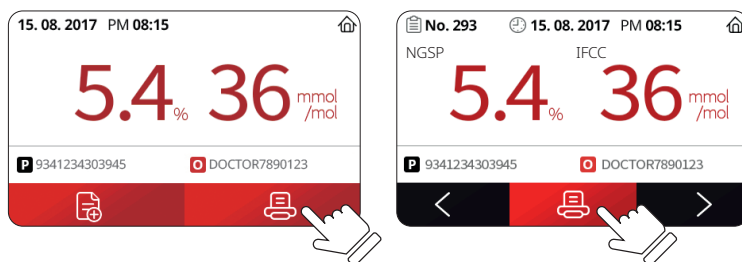 15. 08. 2017 PM 08:15
5.4 % 36 mmol
/mol
P 9341234303945 O DOCTOR7890123
No. 293 15. 08. 2017 PM 08:15
NGSP IFCC
5.4 % 36 mmol
/mol
P 9341234303945 O DOCTOR7890123